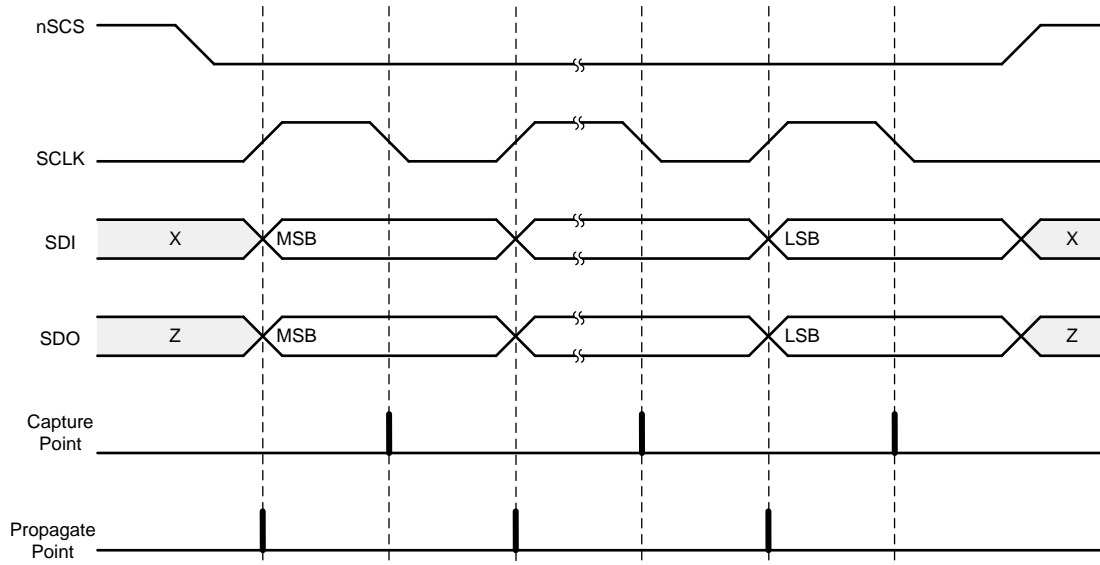 nSCS
SCLK
SDI
X
MSB
LSB
X
SDO
Z
MSB
LSB
Z
Capture
Point
Propagate
Point